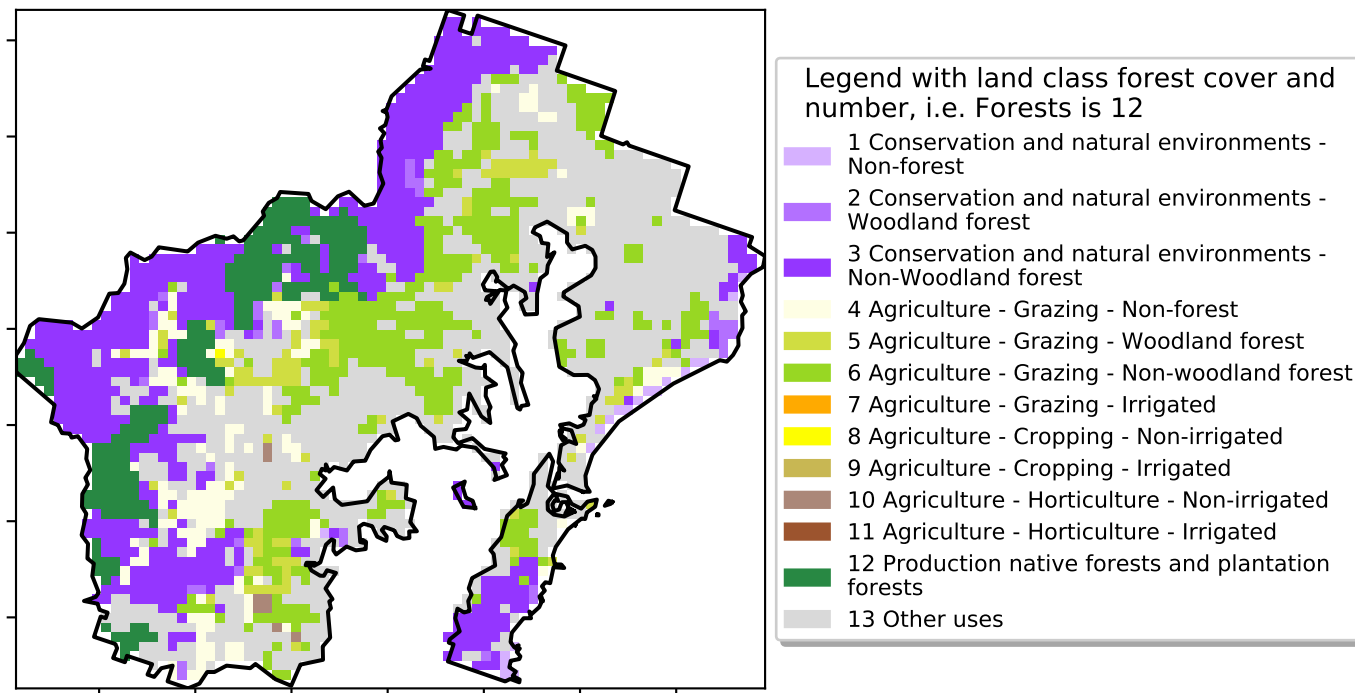 Legend with land class forest cover and
number, i.e. Forests is 12
1 Conservation and natural environments -
Non-forest
2 Conservation and natural environments -
Woodland forest
3 Conservation and natural environments -
Non-Woodland forest
4 Agriculture - Grazing - Non-forest
5 Agriculture - Grazing - Woodland forest
6 Agriculture - Grazing - Non-woodland forest
7 Agriculture - Grazing - Irrigated
8 Agriculture - Cropping - Non-irrigated
9 Agriculture - Cropping - Irrigated
10 Agriculture - Horticulture - Non-irrigated
11 Agriculture - Horticulture - Irrigated
12 Production native forests and plantation
forests
13 Other uses